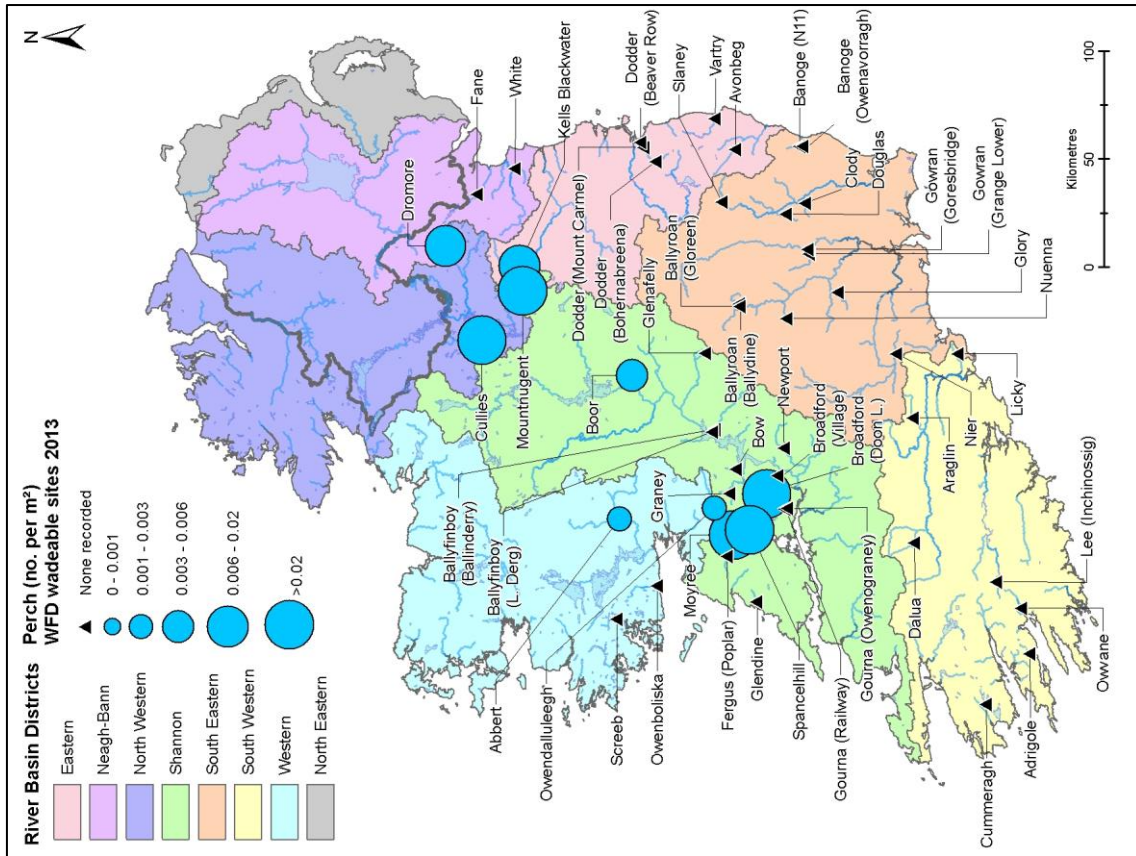 River Basin Districts
Eastern
Neagh-Bann
North Western
Shannon
South Eastern
South Western
Western
North Eastern
Perch (no. per m²)
WFD wadeable sites 2013
None recorded
0 - 0.001
0.001 - 0.003
0.003 - 0.006
0.006 - 0.02
>0.02
N
Dromore
Fane
White
Kells Blackwater
Dodder
(Beaver Row)
Slaney
Vartry
Avonbeg
Banoge (N11)
Banoge
(Owenavorragh)
Clody
Douglas
Gowran
(Goresbridge)
Gowran
(Grange Lower)
Glory
Nuenna
Dodder (Mount Carmel)
Dodder
(Bohernabreena)
Glenafelly
Ballyroan
(Gloreen)
Cullies
Mountnugent
Boor
Ballyroan
(Ballydine)
Newport
Bow
Broadford
(Village)
Broadford
(Doon L.)
Licky
Nier
Araglin
Ballyfinboy
(Ballinderry)
Ballyfinboy
(L. Derg)
Graney
Moyree
Abbert
Owendalluleegh
Screeb
Owenboliska
Fergus (Poplar)
Glendine
Spancelhill
Gourna (Railway)
Gourna (Owenogranney)
Dalua
Lee (Inchinossig)
Owvane
Adrigole
Cummeragh
0
50
100
Kilometres